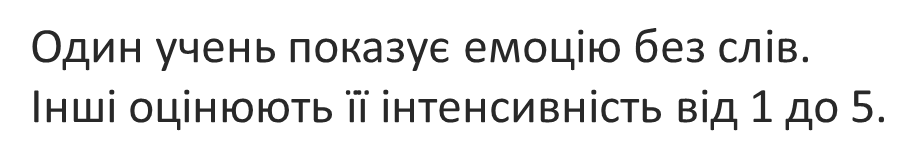 Один учень показує емоцію без слів.
Інші оцінюють її інтенсивність від 1 до 5.